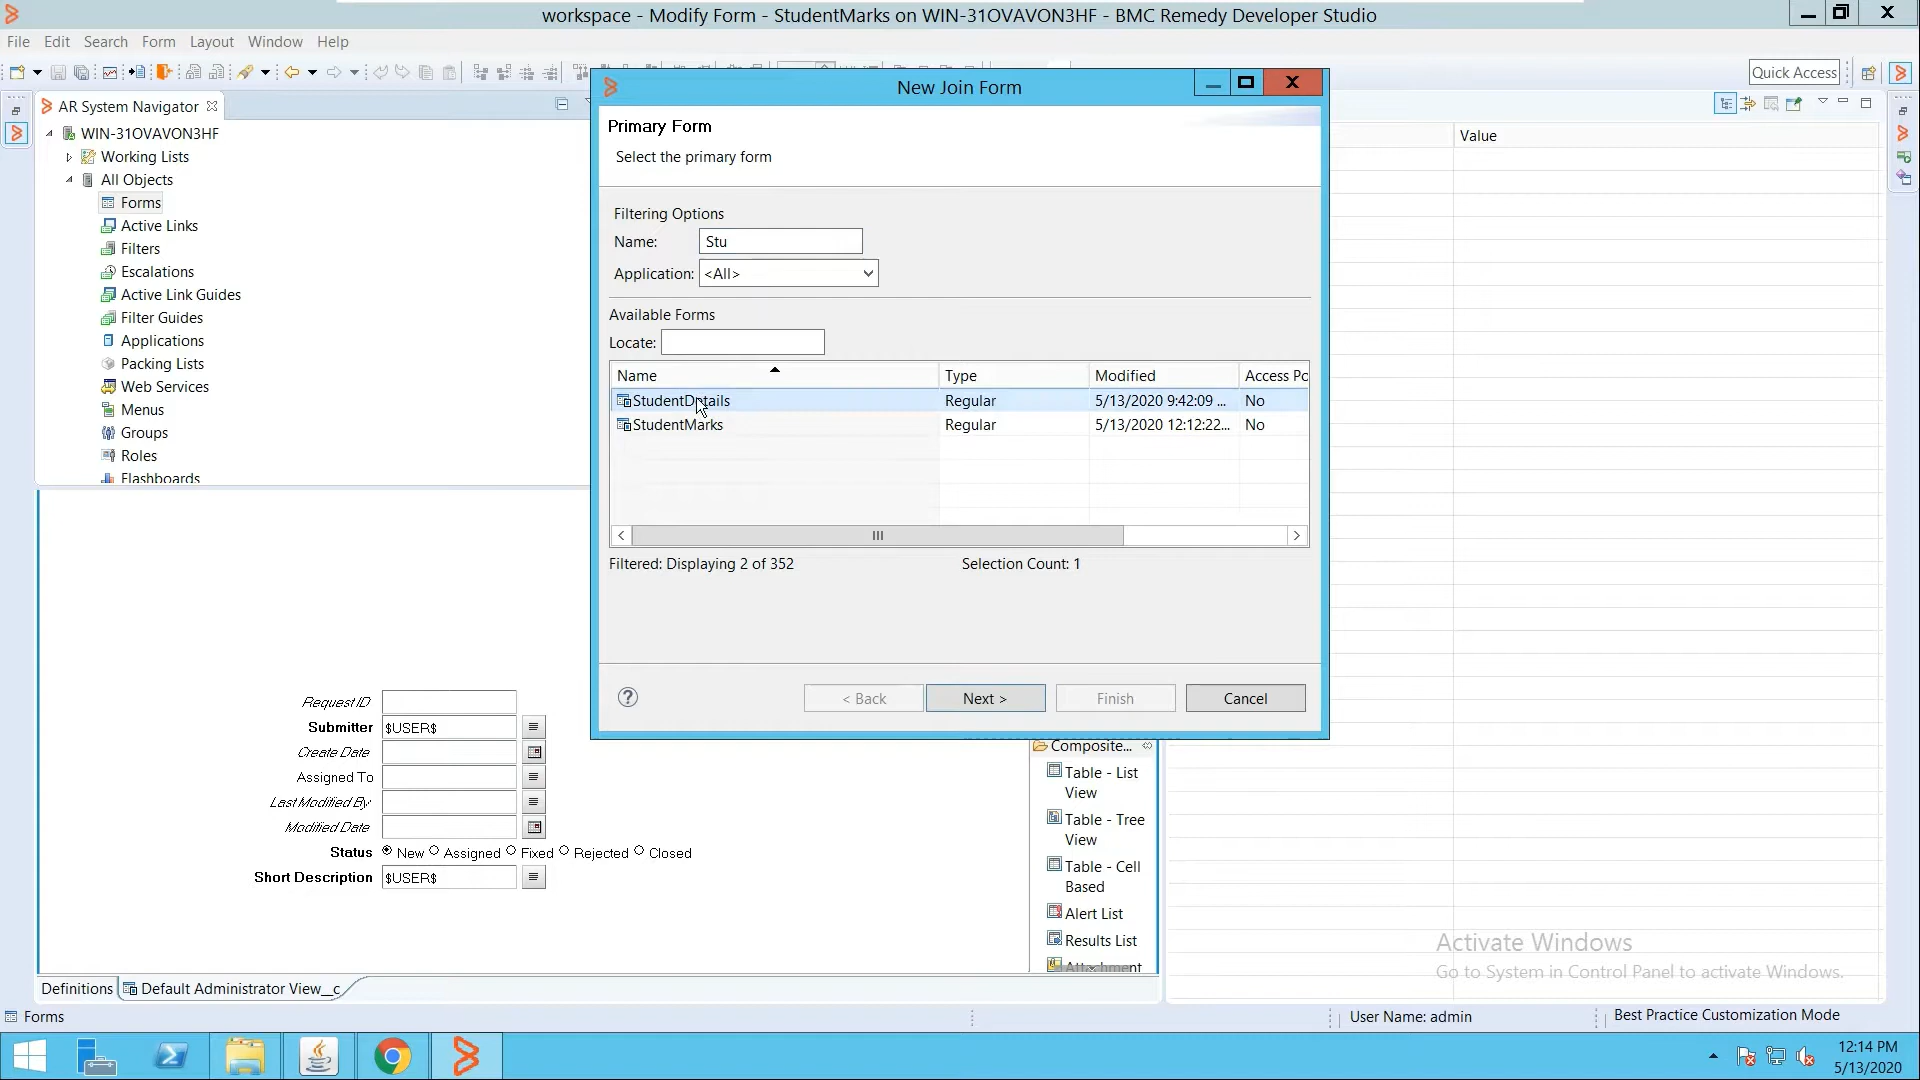 workspace - Modify Form - StudentMarks on WIN-31OVAVON3HF - BMC Remedy Developer Studio
File Edit Search Form Layout Window Help
Quick Access
AR System Navigator
WIN-31OVAVON3HF
Working Lists
All Objects
Forms
Active Links
Filters
Escalations
Active Link Guides
Filter Guides
Applications
Packing Lists
Web Services
Menus
Groups
Roles
Flashboards
New Join Form
Primary Form
Select the primary form
Filtering Options
Name: Stu
Application: <All>
Available Forms
Locate:
Name Type Modified Access Po
StudentDetails Regular 5/13/2020 9:42:09 ... No
StudentMarks Regular 5/13/2020 12:12:22... No
Filtered: Displaying 2 of 352 Selection Count: 1
< Back Next > Finish Cancel
Value
Request ID
Submitter $USER$
Create Date
Assigned To
Last Modified By
Modified Date
Status New Assigned Fixed Rejected Closed
Short Description $USER$
Composite...
Table - List
View
Table - Tree
View
Table - Cell
Based
Alert List
Results List
Attachment
Activate Windows
Go to System in Control Panel to activate Windows.
Definitions Default Administrator View__c
Forms User Name: admin Best Practice Customization Mode
12:14 PM
5/13/2020